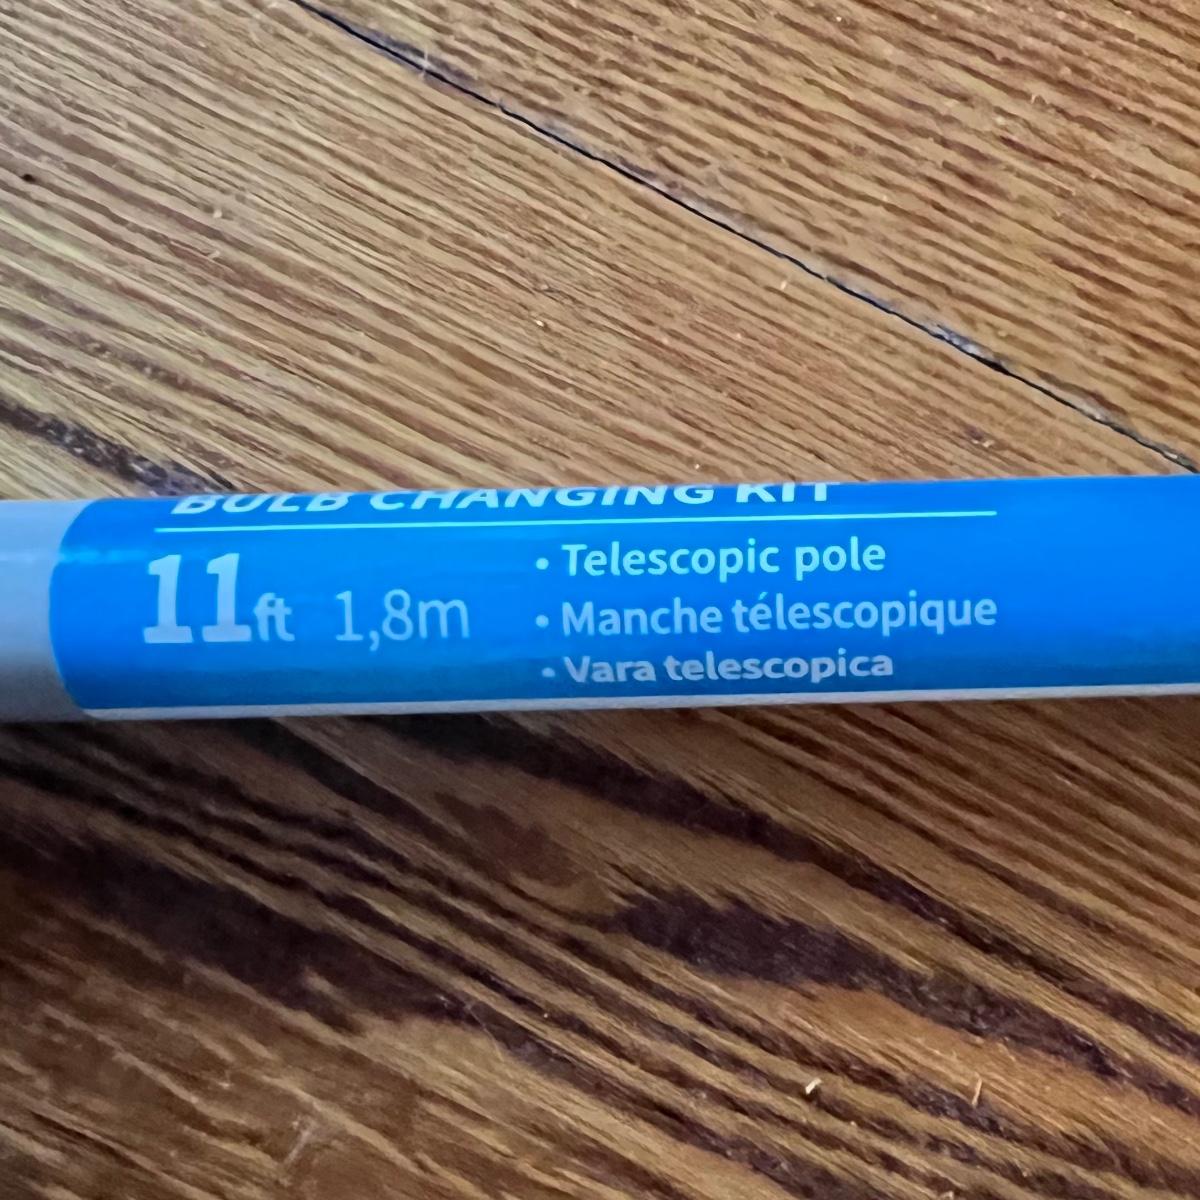 BULB CHANGING KIT
11ft 1,8m
• Telescopic pole
• Manche télescopique
• Vara telescopica